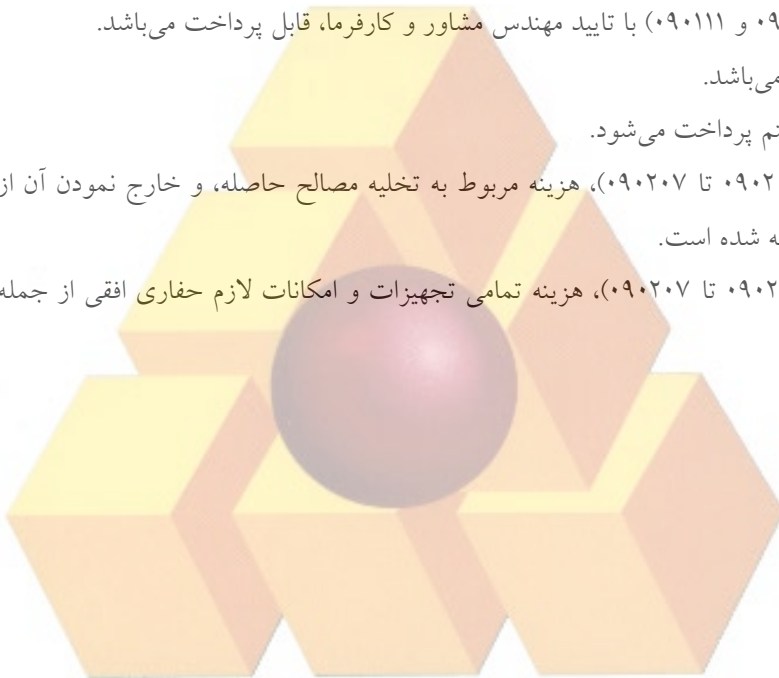 ۰۹ و ۰۹۰۱۱۱) با تایید مهندس مشاور و کارفرما، قابل پرداخت می‌باشد.
می‌باشد.
پرداخت می‌شود.
۰۹۰۲ تا ۰۹۰۲۰۷)، هزینه مربوط به تخلیه مصالح حاصله، و خارج نمودن آن از
شده است.
۰۹۰۲ تا ۰۹۰۲۰۷)، هزینه تمامی تجهیزات و امکانات لازم حفاری افقی از جمله